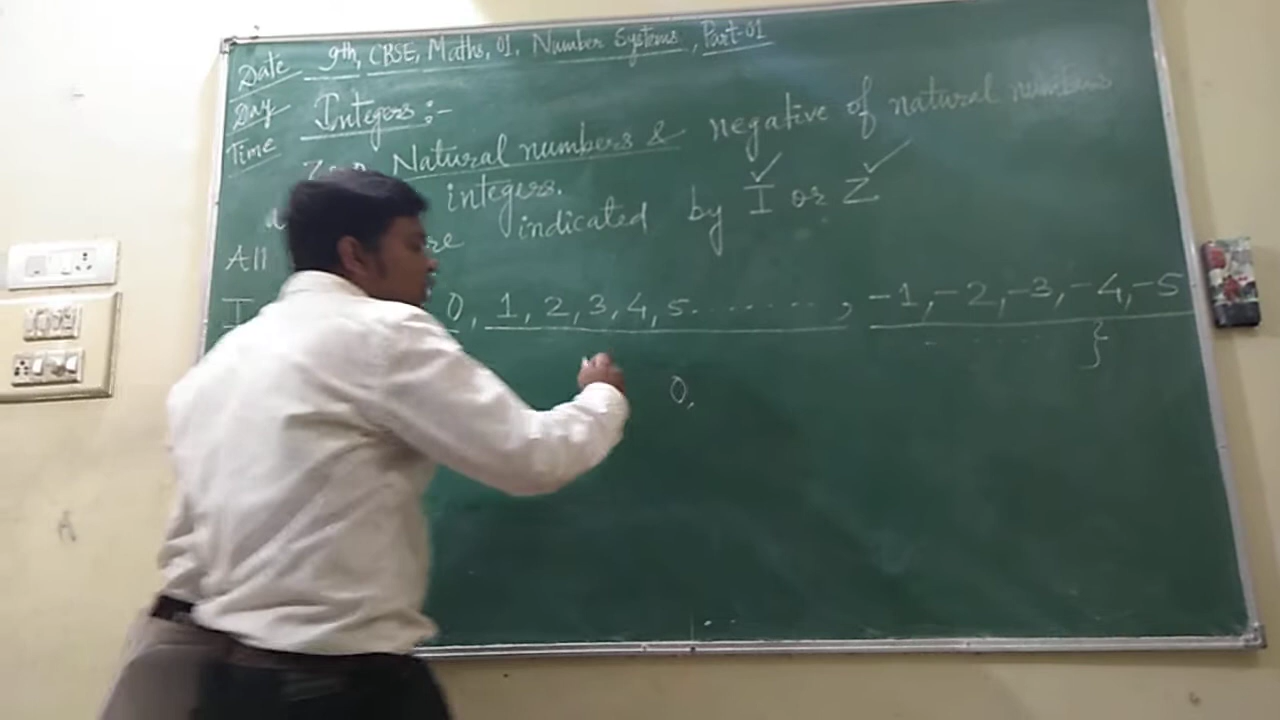 Date 9th, CBSE, Maths, 01, Number Systems, Part-01
Day Integers :-
Time
Natural numbers & negative of natural numbers
integers.
All indicated by I or Z
I 0, 1, 2, 3, 4, 5. . . . . . . . , -1, -2, -3, -4, -5
. . . . . . }
0,